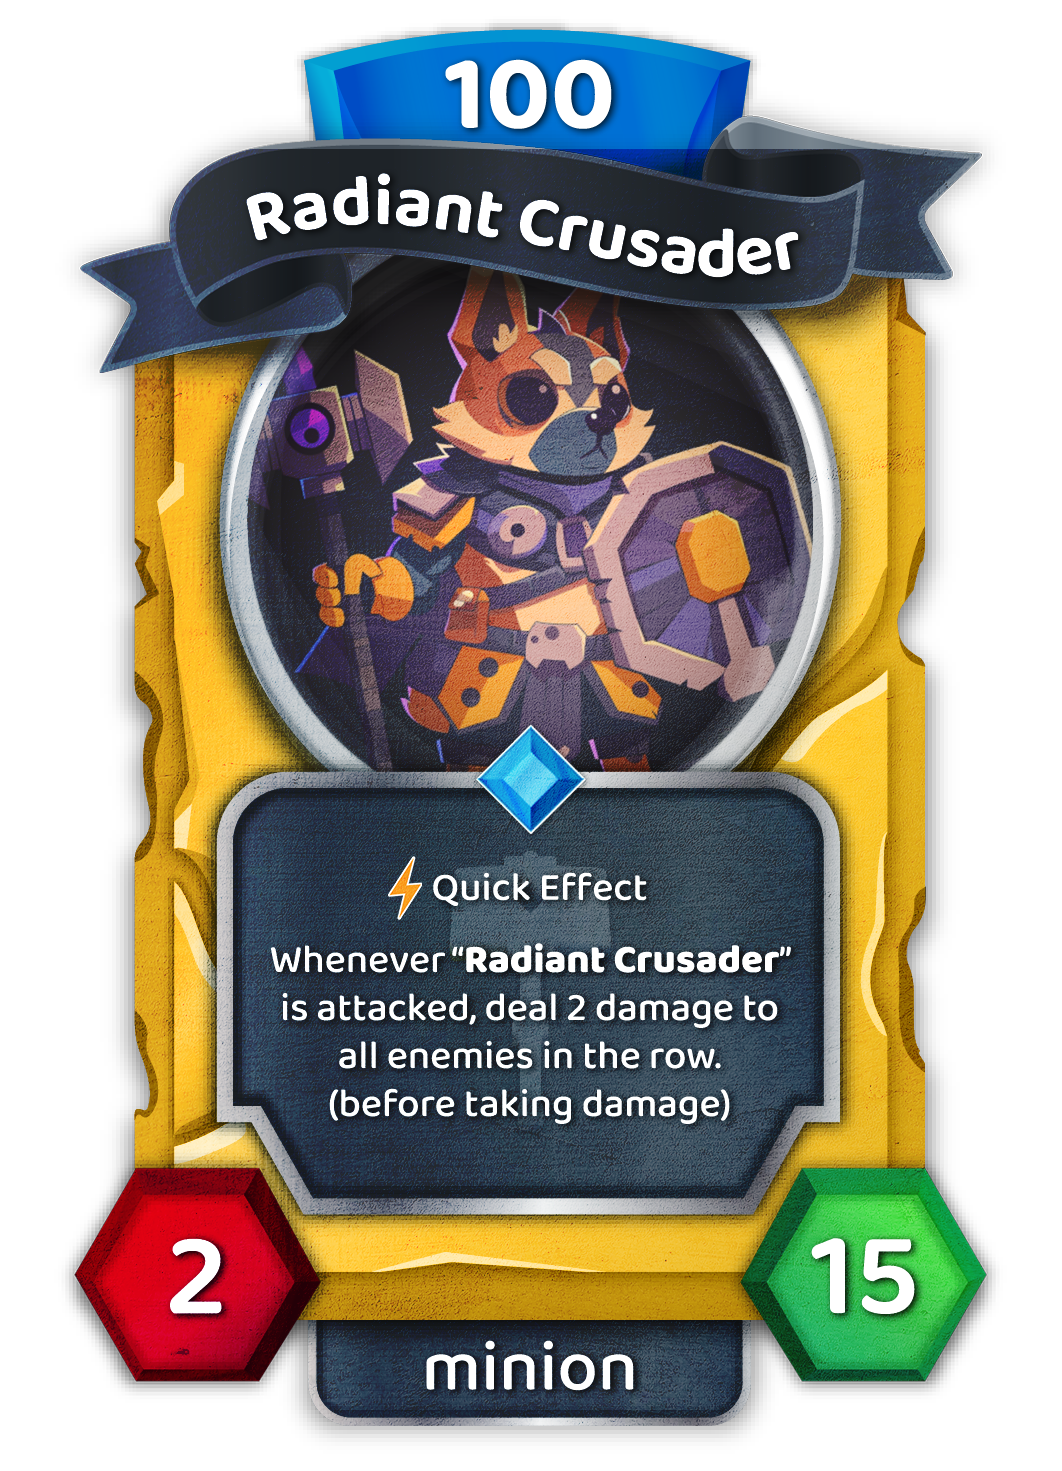 100
Radiant Crusader
Quick Effect
Whenever “Radiant Crusader”
is attacked, deal 2 damage to
all enemies in the row.
(before taking damage)
2
15
minion